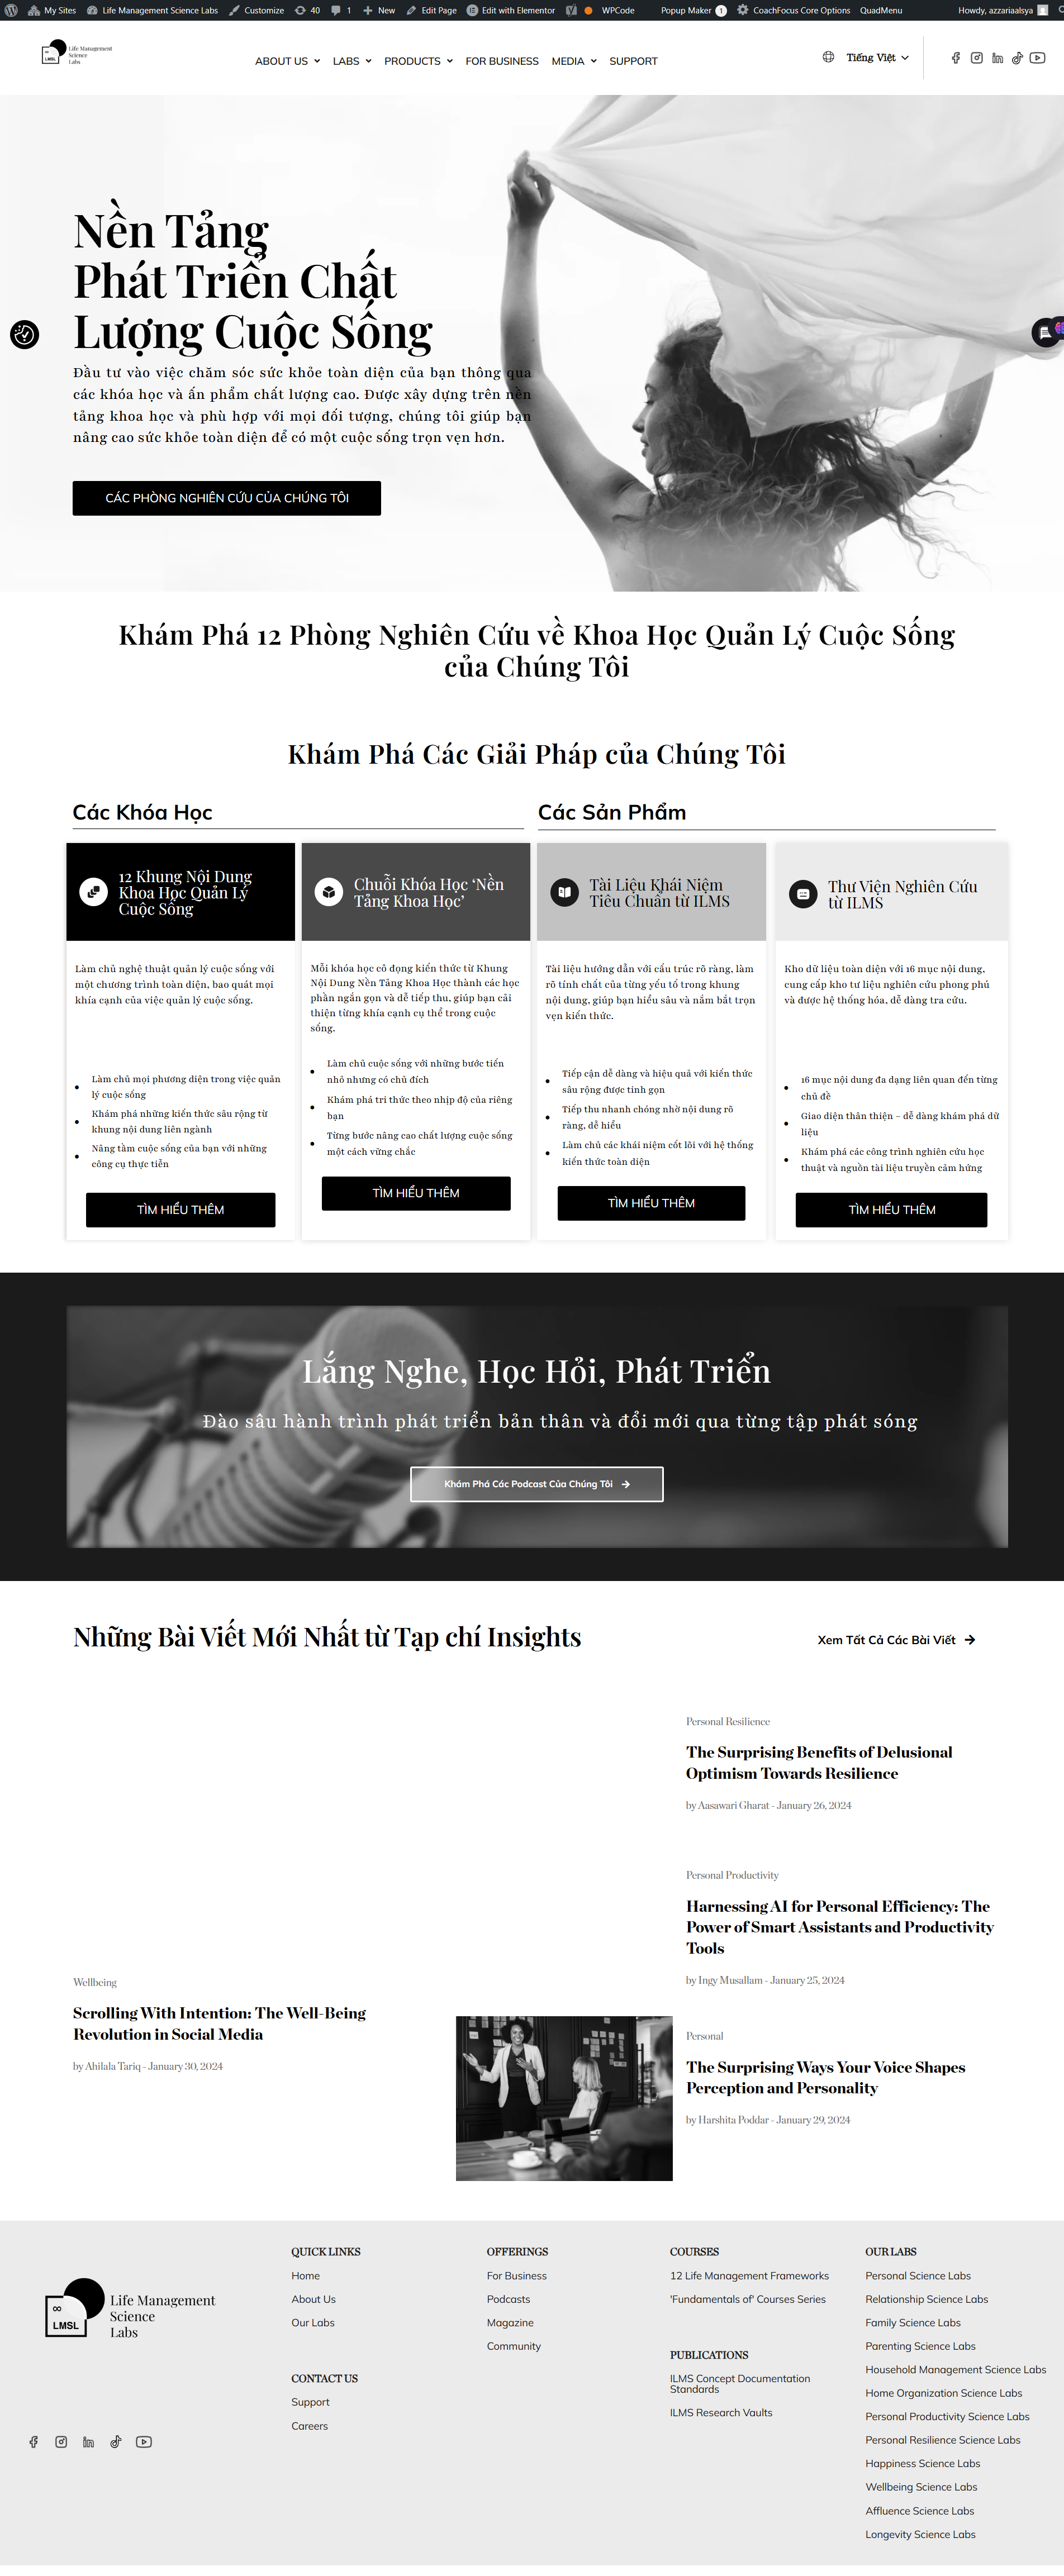 My Sites Life Management Science Labs Customize 40 1 New Edit Page Edit with Elementor WPCode Popup Maker 1 CoachFocus Core Options QuadMenu Howdy, azzariaalsya
LMSL
Life Management
Science
Labs
ABOUT US LABS PRODUCTS FOR BUSINESS MEDIA SUPPORT
Tiếng Việt
Nền Tảng
Phát Triển Chất
Lượng Cuộc Sống
Đầu tư vào việc chăm sóc sức khỏe toàn diện của bạn thông qua
các khóa học và ấn phẩm chất lượng cao. Được xây dựng trên nền
tảng khoa học và phù hợp với mọi đối tượng, chúng tôi giúp bạn
nâng cao sức khỏe toàn diện để có một cuộc sống trọn vẹn hơn.
CÁC PHÒNG NGHIÊN CỨU CỦA CHÚNG TÔI
Khám Phá 12 Phòng Nghiên Cứu về Khoa Học Quản Lý Cuộc Sống
của Chúng Tôi
Khám Phá Các Giải Pháp của Chúng Tôi
Các Khóa Học
Các Sản Phẩm
12 Khung Nội Dung
Khoa Học Quản Lý
Cuộc Sống
Làm chủ nghệ thuật quản lý cuộc sống với
một chương trình toàn diện, bao quát mọi
khía cạnh của việc quản lý cuộc sống.
Làm chủ mọi phương diện trong việc quản
lý cuộc sống
Khám phá những kiến thức sâu rộng từ
khung nội dung liên ngành
Nâng tầm cuộc sống của bạn với những
công cụ thực tiễn
TÌM HIỂU THÊM
Chuỗi Khóa Học ‘Nền
Tảng Khoa Học’
Mỗi khóa học cô đọng kiến thức từ Khung
Nội Dung Nền Tảng Khoa Học thành các học
phần ngắn gọn và dễ tiếp thu, giúp bạn cải
thiện từng khía cạnh cụ thể trong cuộc
sống.
Làm chủ cuộc sống với những bước tiến
nhỏ nhưng có chủ đích
Khám phá tri thức theo nhịp độ của riêng
bạn
Từng bước nâng cao chất lượng cuộc sống
một cách vững chắc
TÌM HIỂU THÊM
Tài Liệu Khái Niệm
Tiêu Chuẩn từ ILMS
Tài liệu hướng dẫn với cấu trúc rõ ràng, làm
rõ tính chất của từng yếu tố trong khung
nội dung, giúp bạn hiểu sâu và nắm bắt trọn
vẹn kiến thức.
Tiếp cận dễ dàng và hiệu quả với kiến thức
sâu rộng được tinh gọn
Tiếp thu nhanh chóng nhờ nội dung rõ
ràng, dễ hiểu
Làm chủ các khái niệm cốt lõi với hệ thống
kiến thức toàn diện
TÌM HIỂU THÊM
Thư Viện Nghiên Cứu
từ ILMS
Kho dữ liệu toàn diện với 16 mục nội dung,
cung cấp kho tư liệu nghiên cứu phong phú
và được hệ thống hóa, dễ dàng tra cứu.
16 mục nội dung đa dạng liên quan đến từng
chủ đề
Giao diện thân thiện – dễ dàng khám phá dữ
liệu
Khám phá các công trình nghiên cứu học
thuật và nguồn tài liệu truyền cảm hứng
TÌM HIỂU THÊM
Lắng Nghe, Học Hỏi, Phát Triển
Đào sâu hành trình phát triển bản thân và đổi mới qua từng tập phát sóng
Khám Phá Các Podcast Của Chúng Tôi
Những Bài Viết Mới Nhất từ Tạp chí Insights
Xem Tất Cả Các Bài Viết
Wellbeing
Scrolling With Intention: The Well-Being
Revolution in Social Media
by Ahilala Tariq - January 30, 2024
Personal Resilience
The Surprising Benefits of Delusional
Optimism Towards Resilience
by Aasawari Gharat - January 26, 2024
Personal Productivity
Harnessing AI for Personal Efficiency: The
Power of Smart Assistants and Productivity
Tools
by Ingy Musallam - January 25, 2024
Personal
The Surprising Ways Your Voice Shapes
Perception and Personality
by Harshita Poddar - January 29, 2024
LMSL
Life Management
Science
Labs
QUICK LINKS
Home
About Us
Our Labs
CONTACT US
Support
Careers
OFFERINGS
For Business
Podcasts
Magazine
Community
COURSES
12 Life Management Frameworks
'Fundamentals of' Courses Series
PUBLICATIONS
ILMS Concept Documentation
Standards
ILMS Research Vaults
OUR LABS
Personal Science Labs
Relationship Science Labs
Family Science Labs
Parenting Science Labs
Household Management Science Labs
Home Organization Science Labs
Personal Productivity Science Labs
Personal Resilience Science Labs
Happiness Science Labs
Wellbeing Science Labs
Affluence Science Labs
Longevity Science Labs